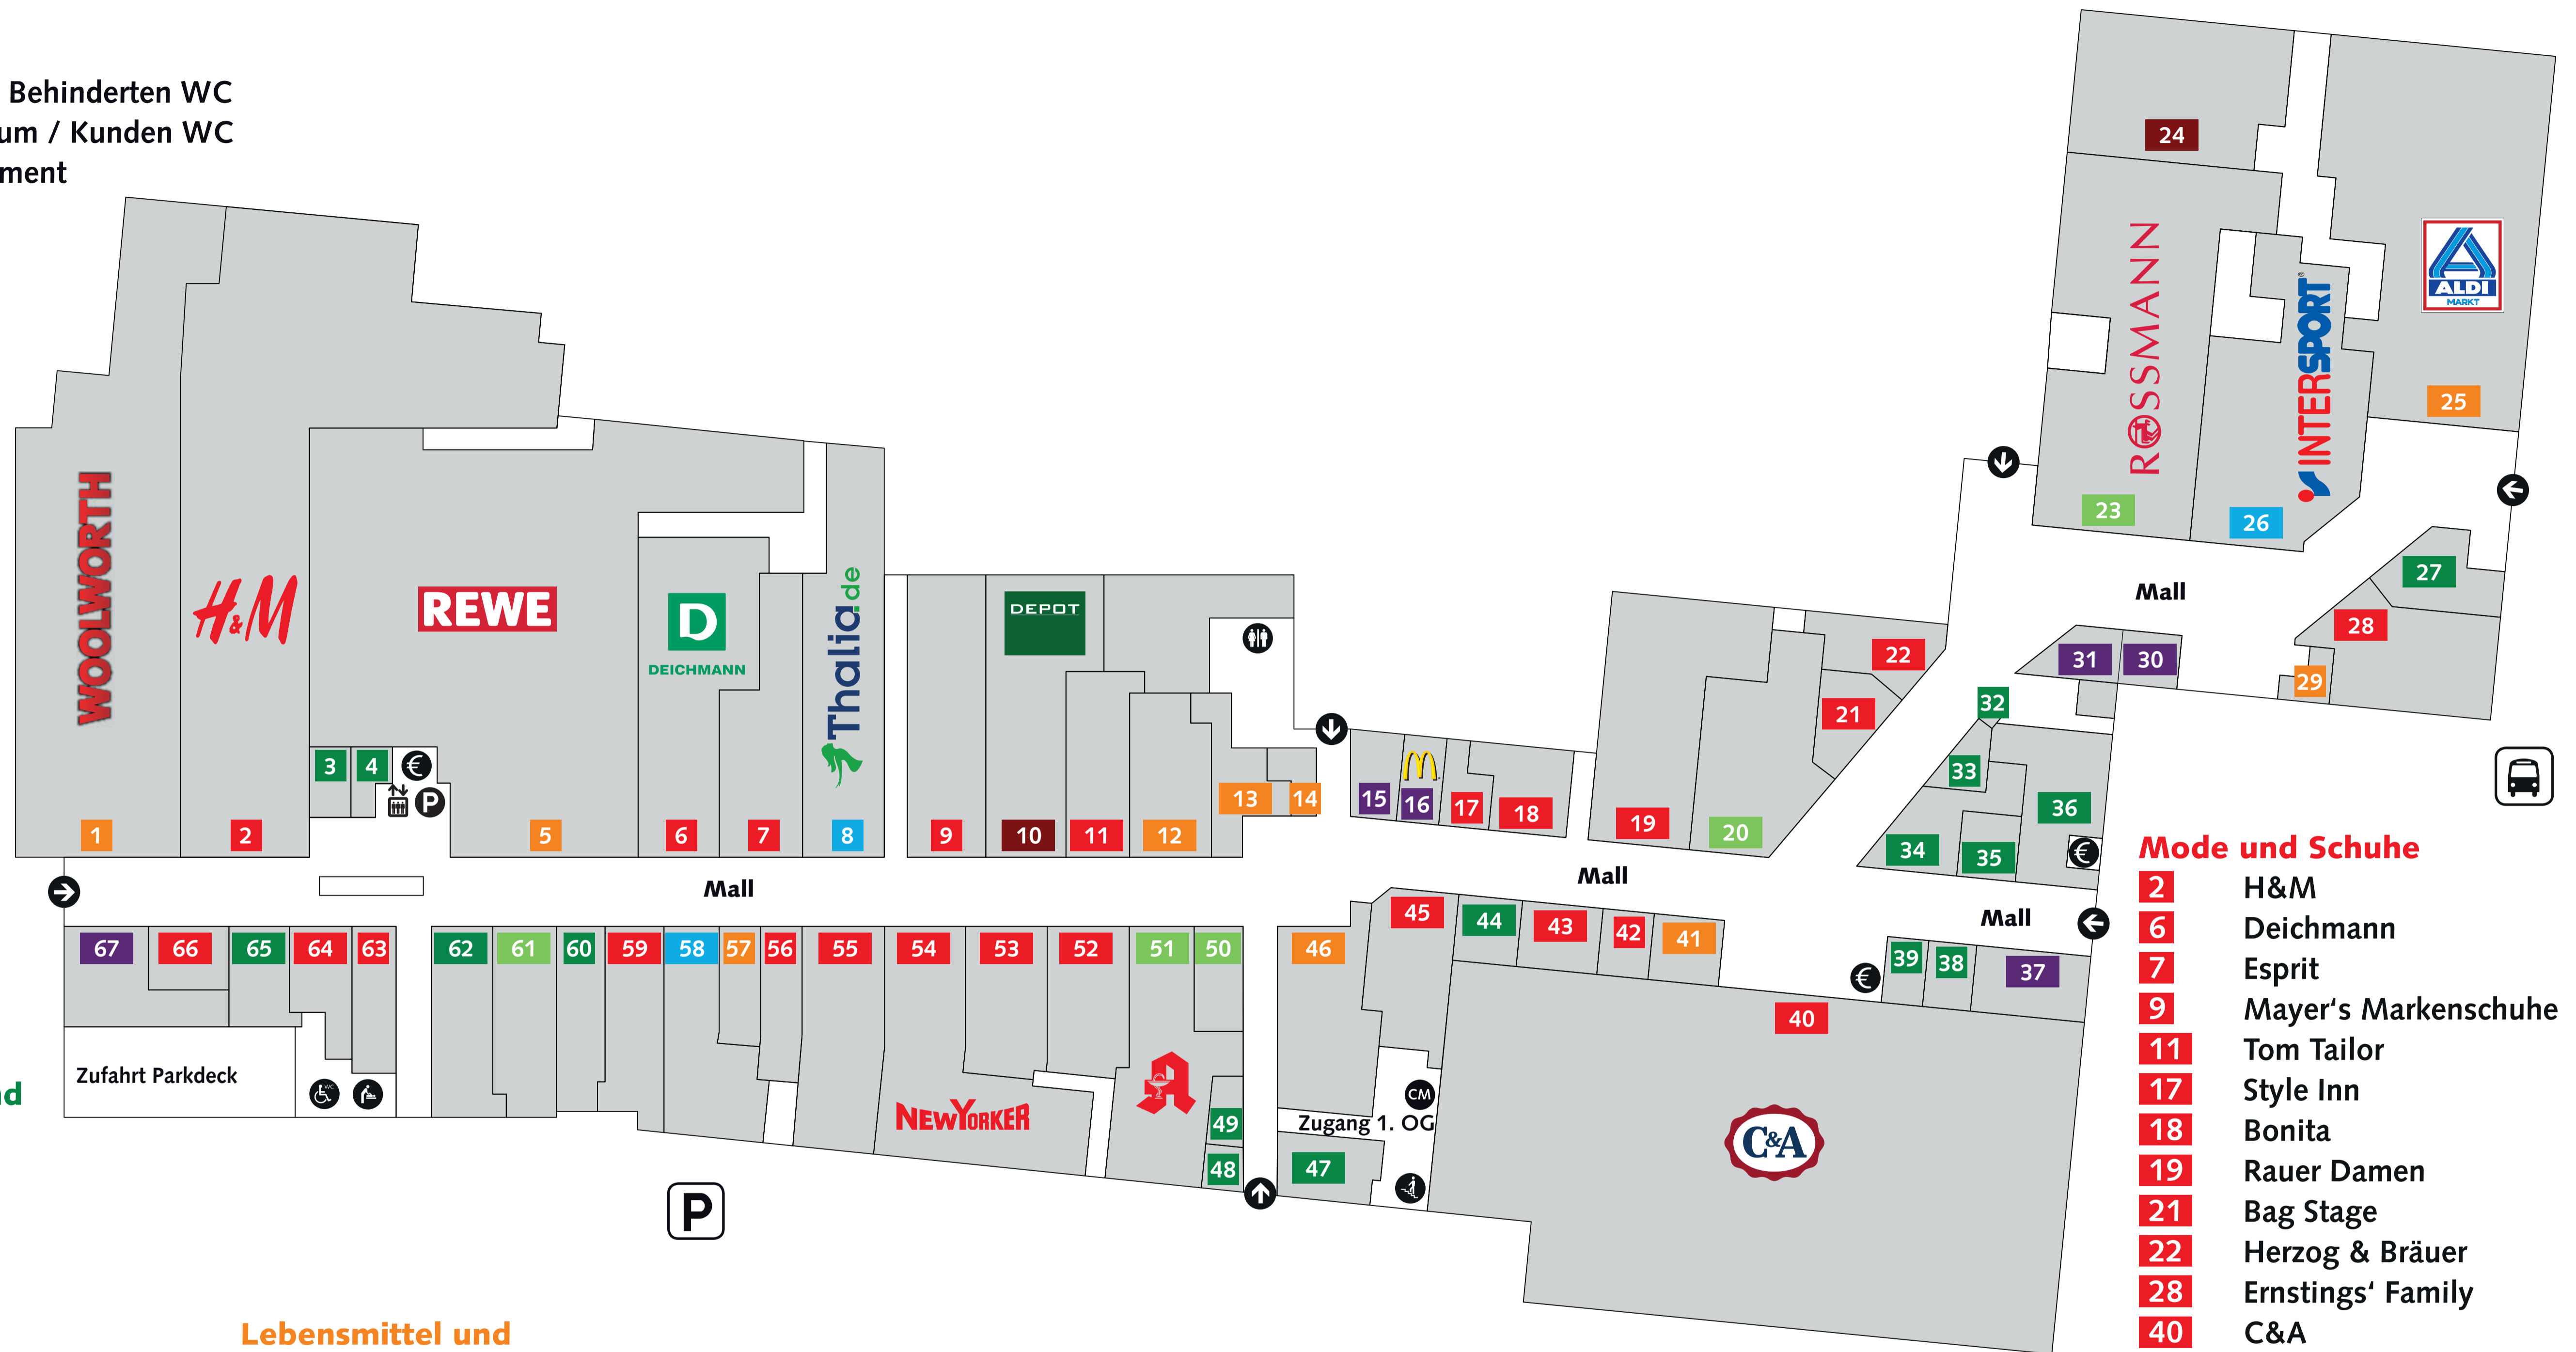 Behinderten WC
um / Kunden WC
ment
24
ROSSMANN
INTERSPORT
ALDI
MARKT
25
23
26
WOOLWORTH
H&M
REWE
D
DEICHMANN
Thalia.de
DEPOT
27
Mall
28
22
31
30
29
21
32
3
4
€
P
33
13
14
15
M
16
17
18
19
20
36
34
35
€
1
2
5
6
7
8
9
10
11
12
Mall
Mall
Mall
67
66
65
64
63
62
61
60
59
58
57
56
55
54
53
52
51
50
46
45
44
43
42
41
€
39
38
37
40
Zufahrt Parkdeck
WC
NEWYORKER
A
49
48
CM
Zugang 1. OG
47
C&A
P
d
Lebensmittel und
Mode und Schuhe
2 H&M
6 Deichmann
7 Esprit
9 Mayer‘s Markenschuhe
11 Tom Tailor
17 Style Inn
18 Bonita
19 Rauer Damen
21 Bag Stage
22 Herzog & Bräuer
28 Ernstings‘ Family
40 C&A